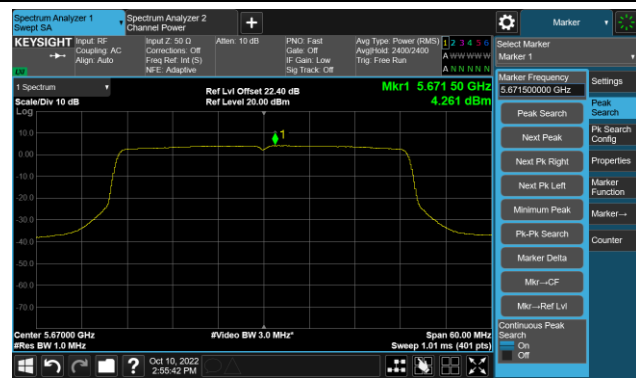 Spectrum Analyzer 1
Swept SA
Spectrum Analyzer 2
Channel Power
Marker
KEYSIGHT
Input: RF
Coupling: AC
Align: Auto
Input Z: 50 Ω
Corrections: Off
Freq Ref: Int (S)
NFE: Adaptive
Atten: 10 dB
PNO: Fast
Gate: Off
IF Gain: Low
Sig Track: Off
Avg Type: Power (RMS)
Avg|Hold: 2400/2400
Trig: Free Run
1 2 3 4 5 6
A W W W W W
A N N N N N
Select Marker
Marker 1
LW
1 Spectrum
Scale/Div 10 dB
Log
Ref Lvl Offset 22.40 dB
Ref Level 20.00 dBm
Mkr1 5.671 50 GHz
4.261 dBm
1
10.0
0.00
-10.0
-20.0
-30.0
-40.0
-50.0
-60.0
-70.0
Center 5.67000 GHz
#Res BW 1.0 MHz
#Video BW 3.0 MHz*
Span 60.00 MHz
Sweep 1.01 ms (401 pts)
Marker Frequency
5.671500000 GHz
Peak Search
Next Peak
Next Pk Right
Next Pk Left
Minimum Peak
Pk-Pk Search
Marker Delta
Mkr→CF
Mkr→Ref Lvl
Continuous Peak
Search
On
Off
Settings
Peak
Search
Pk Search
Config
Properties
Marker
Function
Marker→
Counter
?
Oct 10, 2022
2:55:42 PM